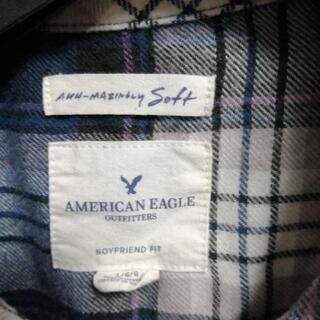 AHH-MAZINGLY Soft
AMERICAN EAGLE
OUTFITTERS
BOYFRIEND FIT
L/G/G